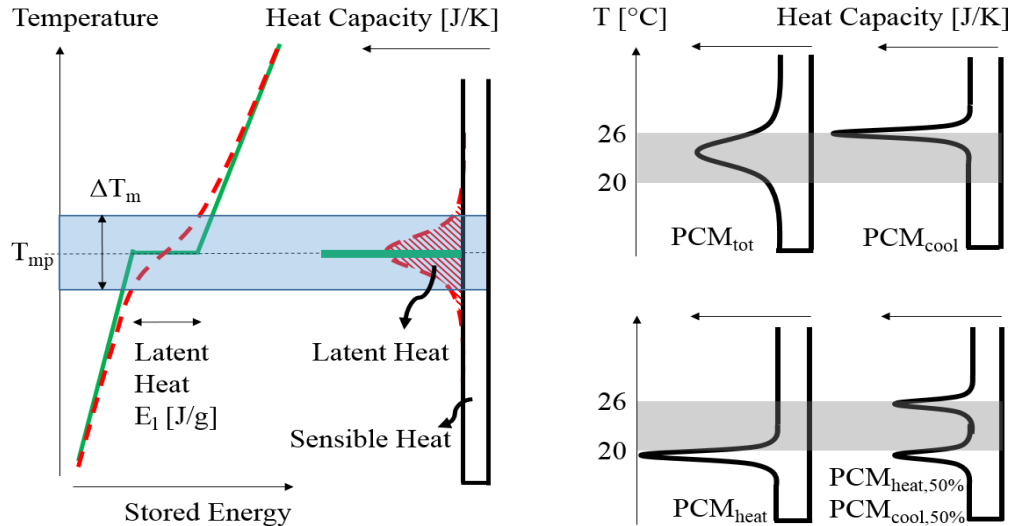 Temperature
Heat Capacity [J/K]
ΔTm
Tmp
Latent
Heat
El [J/g]
Latent Heat
Sensible Heat
Stored Energy
T [°C]
Heat Capacity [J/K]
26
20
PCMtot
PCMcool
26
20
PCMheat
PCMheat,50%
PCMcool,50%